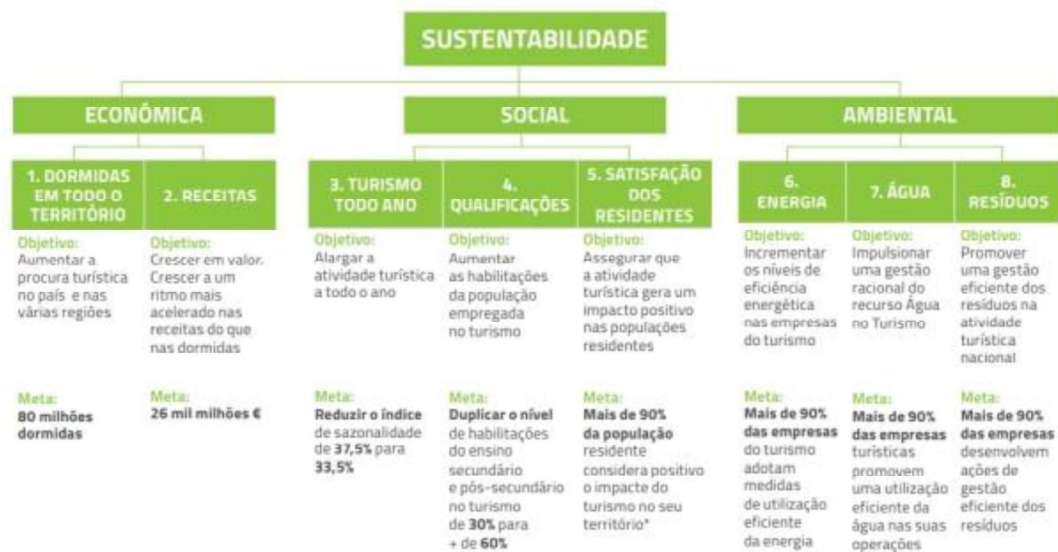 SUSTENTABILIDADE
ECONÓMICA
SOCIAL
AMBIENTAL
1. DORMIDAS
EM TODO O
TERRITÓRIO
2. RECEITAS
3. TURISMO
TODO ANO
4.
QUALIFICAÇÕES
5. SATISFAÇÃO
DOS
RESIDENTES
6.
ENERGIA
7. ÁGUA
8.
RESÍDUOS
Objetivo:
Aumentar a
procura turística
no país e nas
várias regiões
Objetivo:
Crescer em valor.
Crescer a um
ritmo mais
acelerado nas
receitas do que
nas dormidas
Objetivo:
Alargar a
atividade turística
a todo o ano
Objetivo:
Aumentar
as habilitações
da população
empregada
no turismo
Objetivo:
Assegurar que
a atividade
turística gera um
impacto positivo
nas populações
residentes
Objetivo:
Incrementar
os níveis de
eficiência
energética
nas empresas
do turismo
Objetivo:
Impulsionar
uma gestão
racional do
recurso Água
no Turismo
Objetivo:
Promover
uma gestão
eficiente dos
resíduos na
atividade
turística
nacional
Meta:
80 milhões
dormidas
Meta:
26 mil milhões €
Meta:
Reduzir o índice
de sazonalidade
de 37,5% para
33,5%
Meta:
Duplicar o nível
de habilitações
do ensino
secundário
e pós-secundário
no turismo
de 30% para
+ de 60%
Meta:
Mais de 90%
da população
residente
considera positivo
o impacte do
turismo no seu
território*
Meta:
Mais de 90%
das empresas
do turismo
adotam
medidas
de utilização
eficiente
da energia
Meta:
Mais de 90%
das empresas
turísticas
promovem
uma utilização
eficiente da
água nas suas
operações
Meta:
Mais de 90%
das empresas
desenvolvem
ações de
gestão
eficiente dos
resíduos